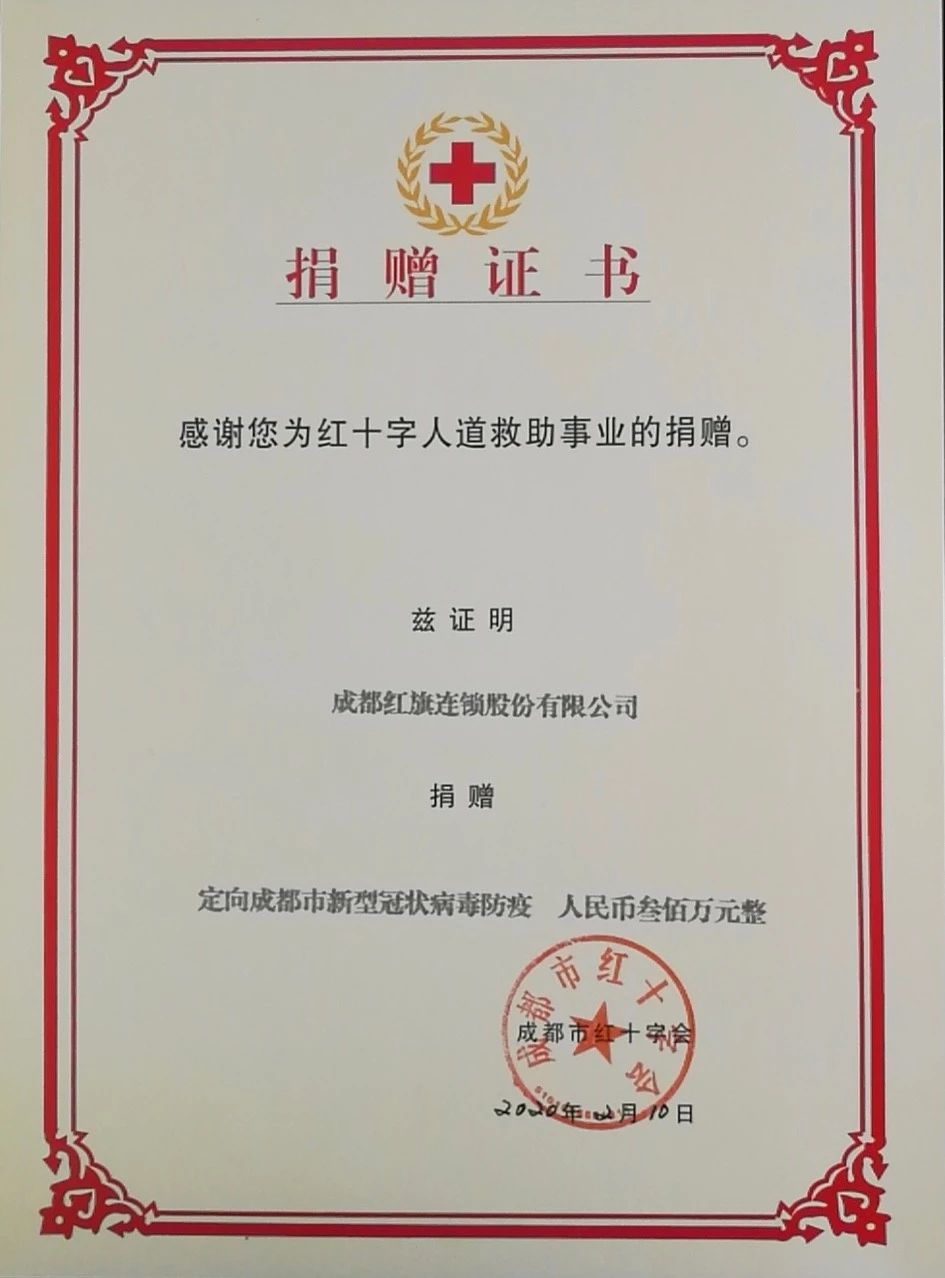 捐赠证书
感谢您为红十字人道救助事业的捐赠。
兹证明
成都红旗连锁股份有限公司
捐赠
定向成都市新型冠状病毒防疫 人民币叁佰万元整
成都市红十字会
成都市红十字会
2020年2月10日